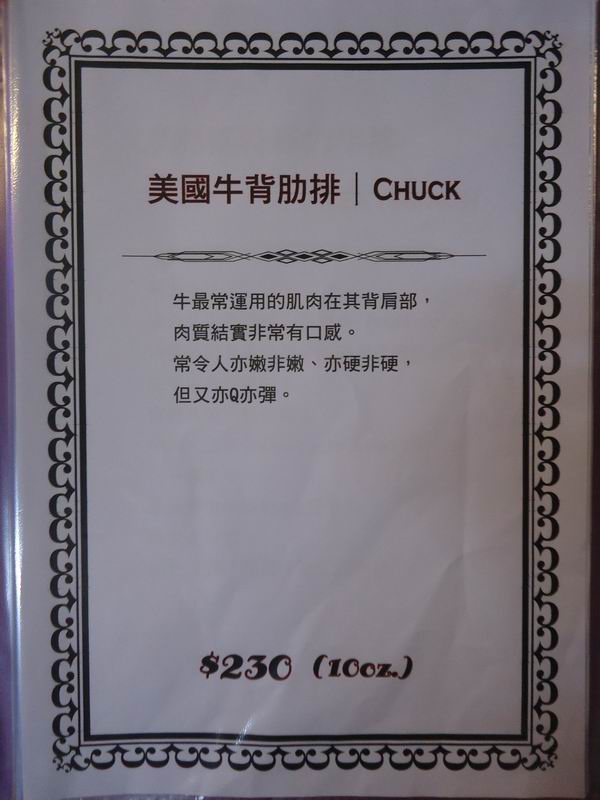 美國牛背肋排｜CHUCK
牛最常運用的肌肉在其背肩部，
肉質結實非常有口感。
常令人亦嫩非嫩、亦硬非硬，
但又亦Q亦彈。
$230 (10oz.)